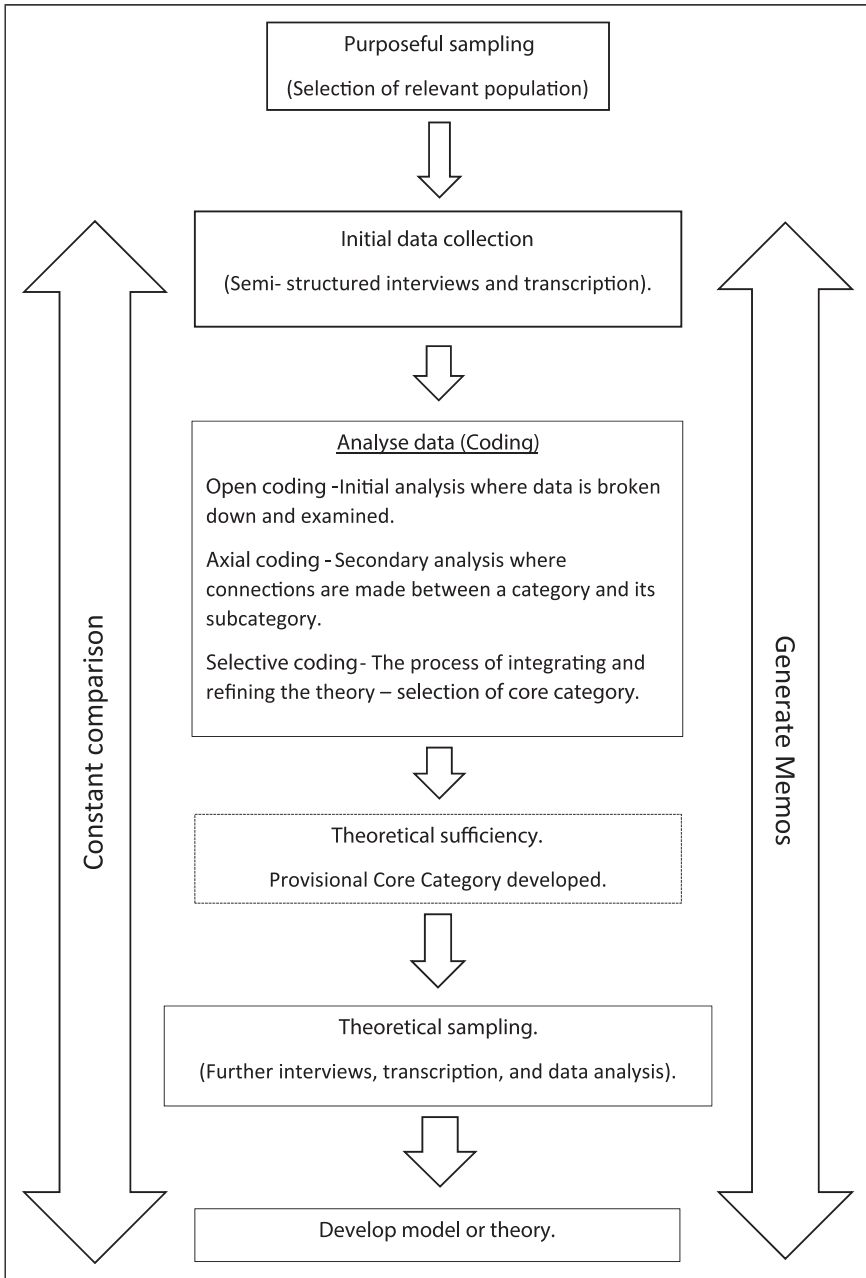 Purposeful sampling
(Selection of relevant population)
Initial data collection
(Semi- structured interviews and transcription).
Analyse data (Coding)
Open coding -Initial analysis where data is broken
down and examined.
Axial coding - Secondary analysis where
connections are made between a category and its
subcategory.
Selective coding- The process of integrating and
refining the theory – selection of core category.
Theoretical sufficiency.
Provisional Core Category developed.
Theoretical sampling.
(Further interviews, transcription, and data analysis).
Develop model or theory.
Constant comparison
Generate Memos